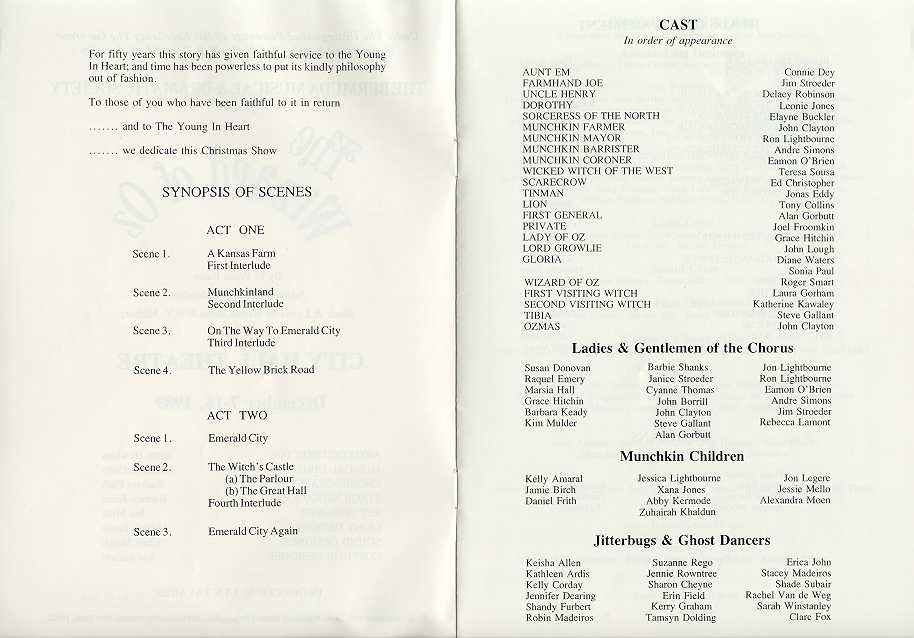 For fifty years this story has given faithful service to the Young
In Heart; and time has been powerless to put its kindly philosophy
out of fashion.
To those of you who have been faithful to it in return
....... and to The Young In Heart
....... we dedicate this Christmas Show
SYNOPSIS OF SCENES
ACT ONE
Scene 1. A Kansas Farm
First Interlude
Scene 2. Munchkinland
Second Interlude
Scene 3. On The Way To Emerald City
Third Interlude
Scene 4. The Yellow Brick Road
ACT TWO
Scene 1. Emerald City
Scene 2. The Witch's Castle
(a) The Parlour
(b) The Great Hall
Fourth Interlude
Scene 3. Emerald City Again
CAST
In order of appearance
AUNT EM Connie Dey
FARMHAND JOE Jim Stroeder
UNCLE HENRY Delaey Robinson
DOROTHY Leonie Jones
SORCERESS OF THE NORTH Elayne Buckler
MUNCHKIN FARMER John Clayton
MUNCHKIN MAYOR Ron Lightbourne
MUNCHKIN BARRISTER Andre Simons
MUNCHKIN CORONER Eamon O'Brien
WICKED WITCH OF THE WEST Teresa Sousa
SCARECROW Ed Christopher
TINMAN Jonas Eddy
LION Tony Collins
FIRST GENERAL Alan Gorbutt
PRIVATE Joel Froomkin
LADY OF OZ Grace Hitchin
LORD GROWLIE John Lough
GLORIA Diane Waters
Sonia Paul
WIZARD OF OZ Roger Smart
FIRST VISITING WITCH Laura Gorham
SECOND VISITING WITCH Katherine Kawaley
TIBIA Steve Gallant
OZMAS John Clayton
Ladies & Gentlemen of the Chorus
Susan Donovan Barbie Shanks Jon Lightbourne
Raquel Emery Janice Stroeder Ron Lightbourne
Marsia Hall Cyanne Thomas Eamon O'Brien
Grace Hitchin John Borrill Andre Simons
Barbara Keady John Clayton Jim Stroeder
Kim Mulder Steve Gallant Rebecca Lamont
Alan Gorbutt
Munchkin Children
Kelly Amaral Jessica Lightbourne Jon Legere
Jamie Birch Xana Jones Jessie Mello
Daniel Frith Abby Kermode Alexandra Moen
Zuhairah Khaldun
Jitterbugs & Ghost Dancers
Keisha Allen Suzanne Rego Erica John
Kathleen Ardis Jennie Rowntree Stacey Madeiros
Kelly Corday Sharon Cheyne Shade Subair
Jennifer Dearing Erin Field Rachel Van de Weg
Shandy Furbert Kerry Graham Sarah Winstanley
Robin Madeiros Tamsyn Dolding Clare Fox